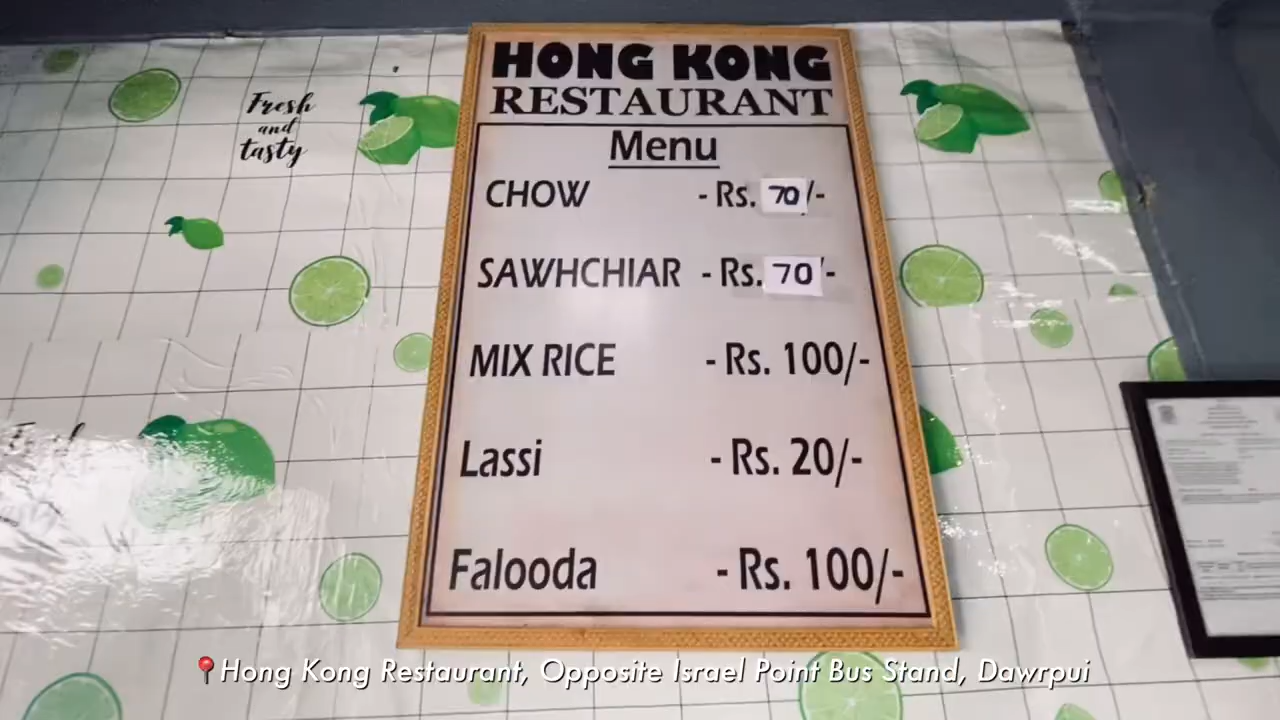 HONG KONG
RESTAURANT
Menu
CHOW - Rs. 70/-
SAWHCHIAR - Rs. 70/-
MIX RICE - Rs. 100/-
Lassi - Rs. 20/-
Falooda - Rs. 100/-
Fresh
and
tasty
📍Hong Kong Restaurant, Opposite Israel Point Bus Stand, Dawrpui